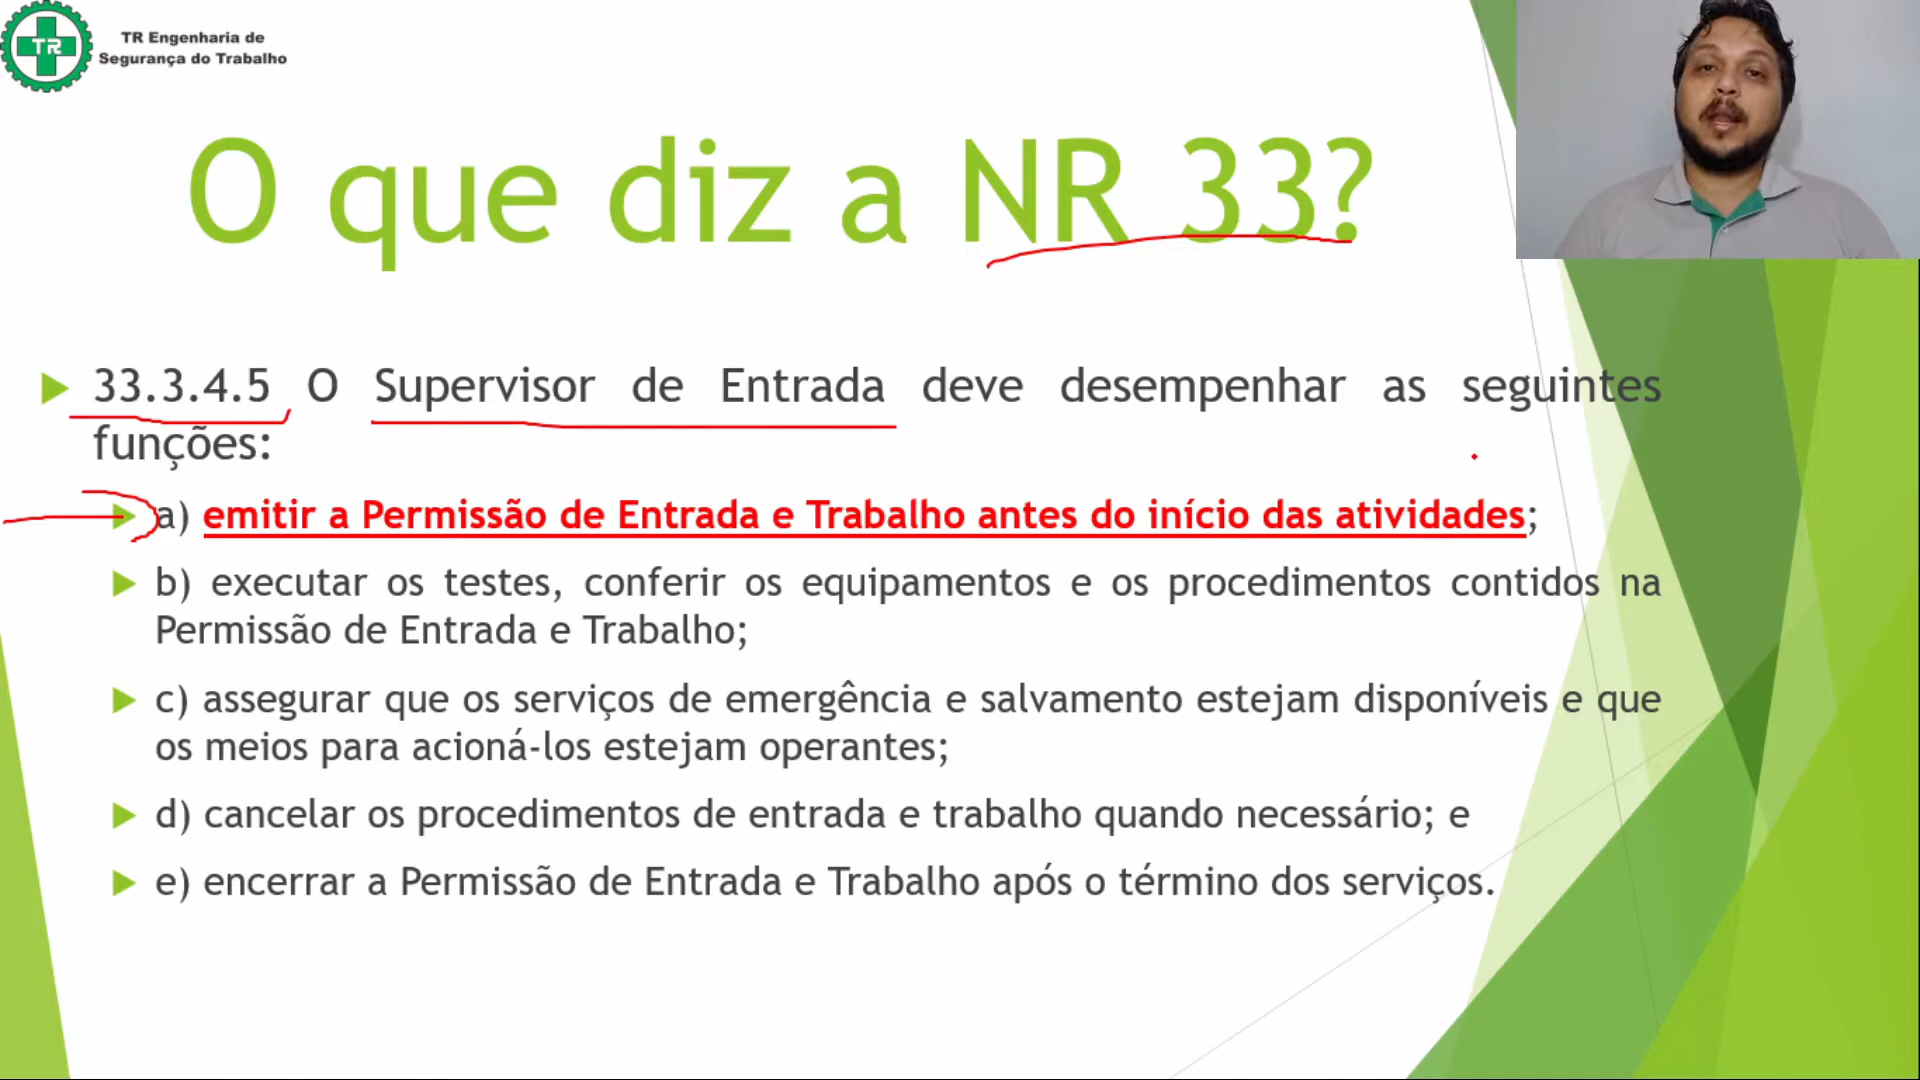 TR
TR Engenharia de
Segurança do Trabalho
O que diz a NR 33?
33.3.4.5 O Supervisor de Entrada deve desempenhar as seguintes
funções:
a) emitir a Permissão de Entrada e Trabalho antes do início das atividades;
b) executar os testes, conferir os equipamentos e os procedimentos contidos na
Permissão de Entrada e Trabalho;
c) assegurar que os serviços de emergência e salvamento estejam disponíveis e que
os meios para acioná-los estejam operantes;
d) cancelar os procedimentos de entrada e trabalho quando necessário; e
e) encerrar a Permissão de Entrada e Trabalho após o término dos serviços.